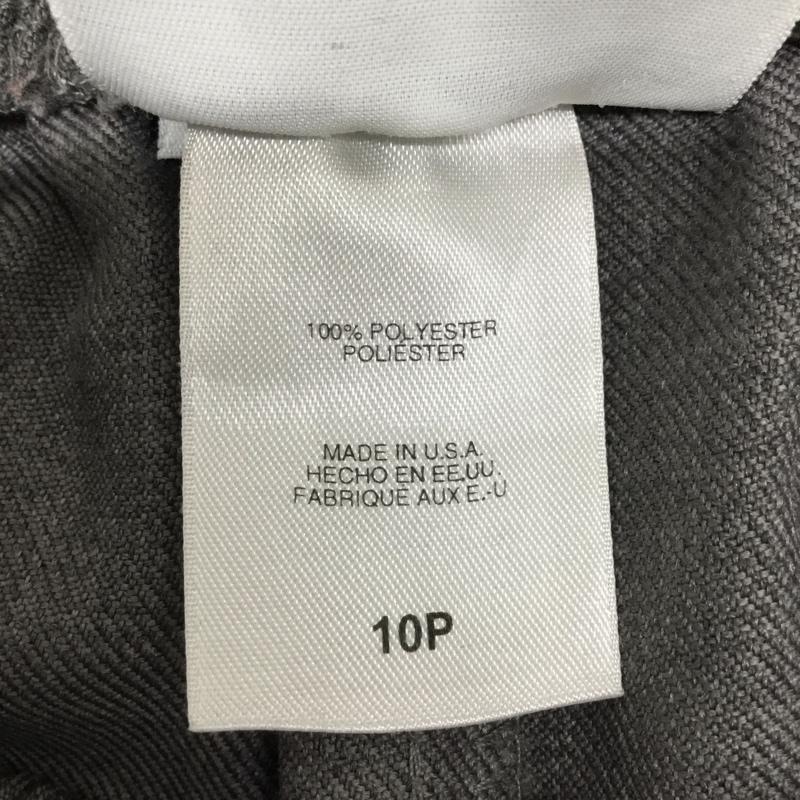 100% POLYESTER
POLIÉSTER
MADE IN U.S.A.
HECHO EN EE.UU.
FABRIQUÉ AUX É.-U
10P